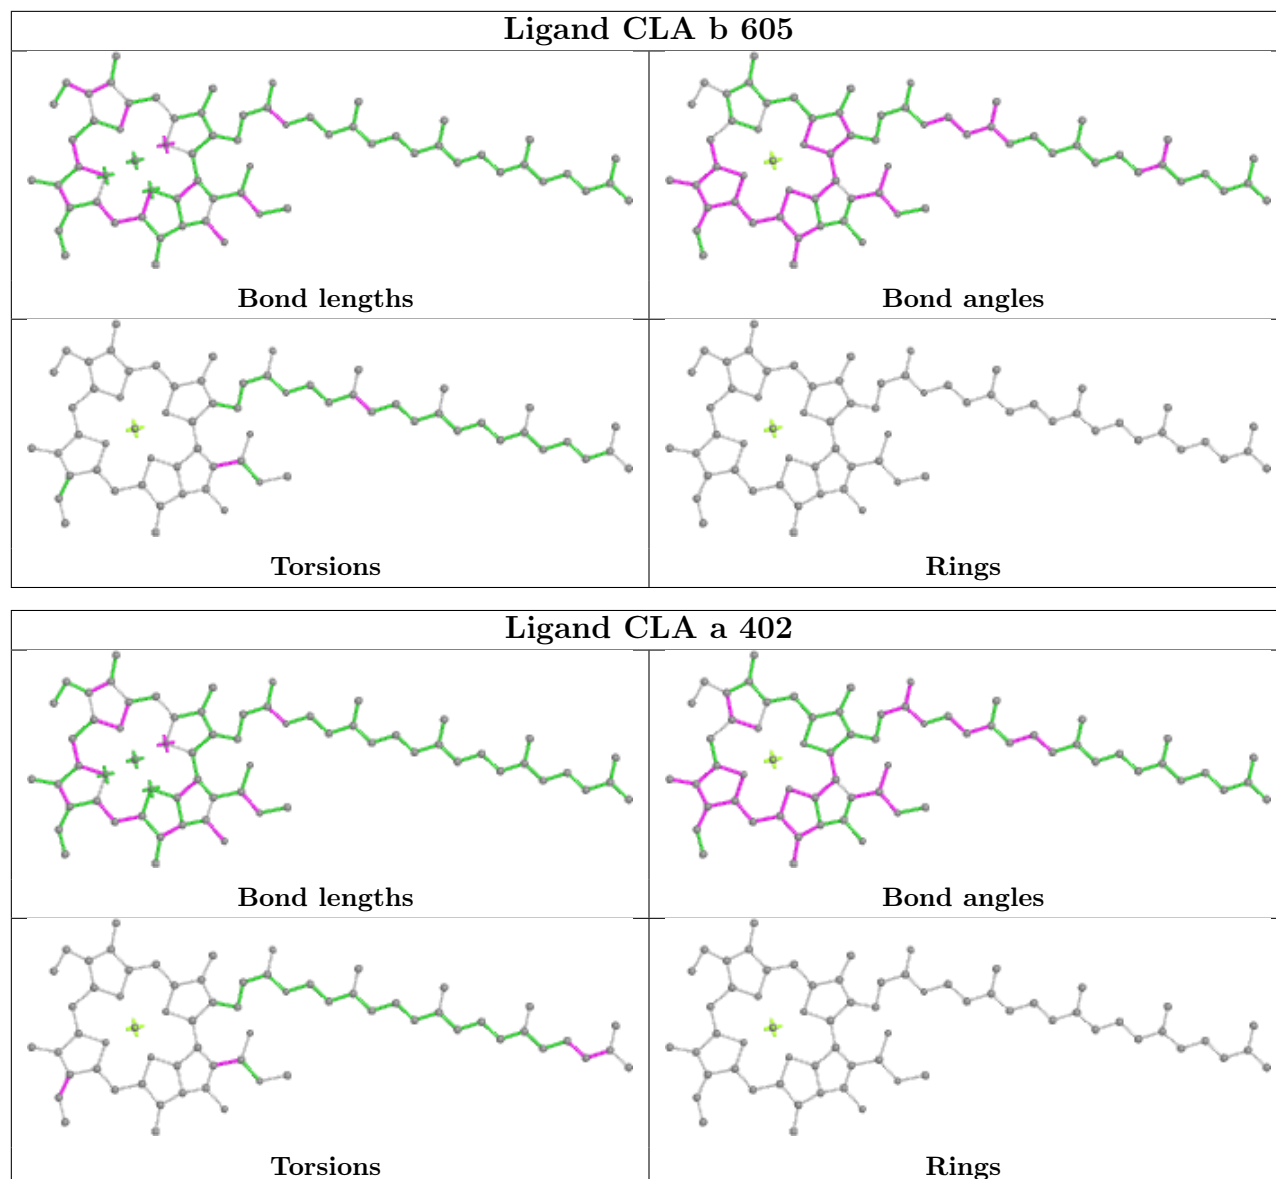 Ligand CLA b 605
Bond lengths
Bond angles
Torsions
Rings
Ligand CLA a 402
Bond lengths
Bond angles
Torsions
Rings